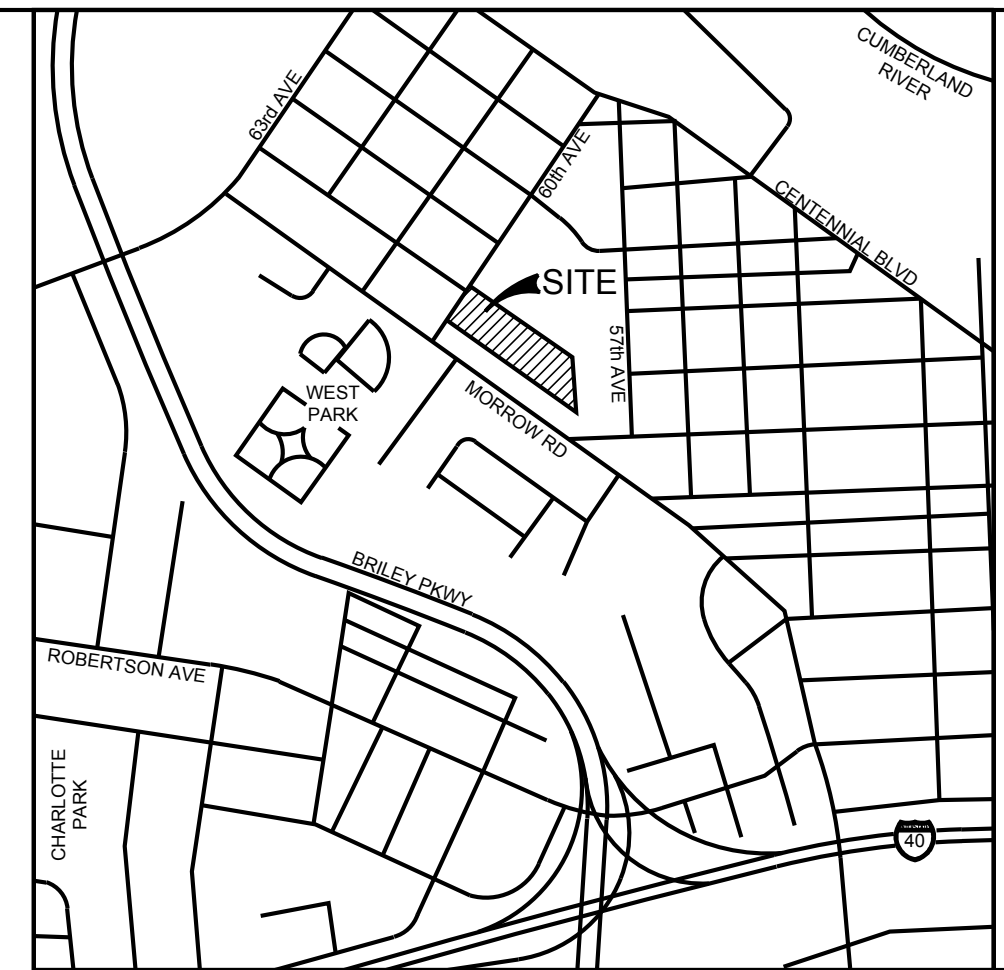 CUMBERLAND
RIVER
63rd AVE
60th AVE
CENTENNIAL BLVD
SITE
57th AVE
WEST
PARK
MORROW RD
BRILEY PKWY
ROBERTSON AVE
CHARLOTTE
PARK
40